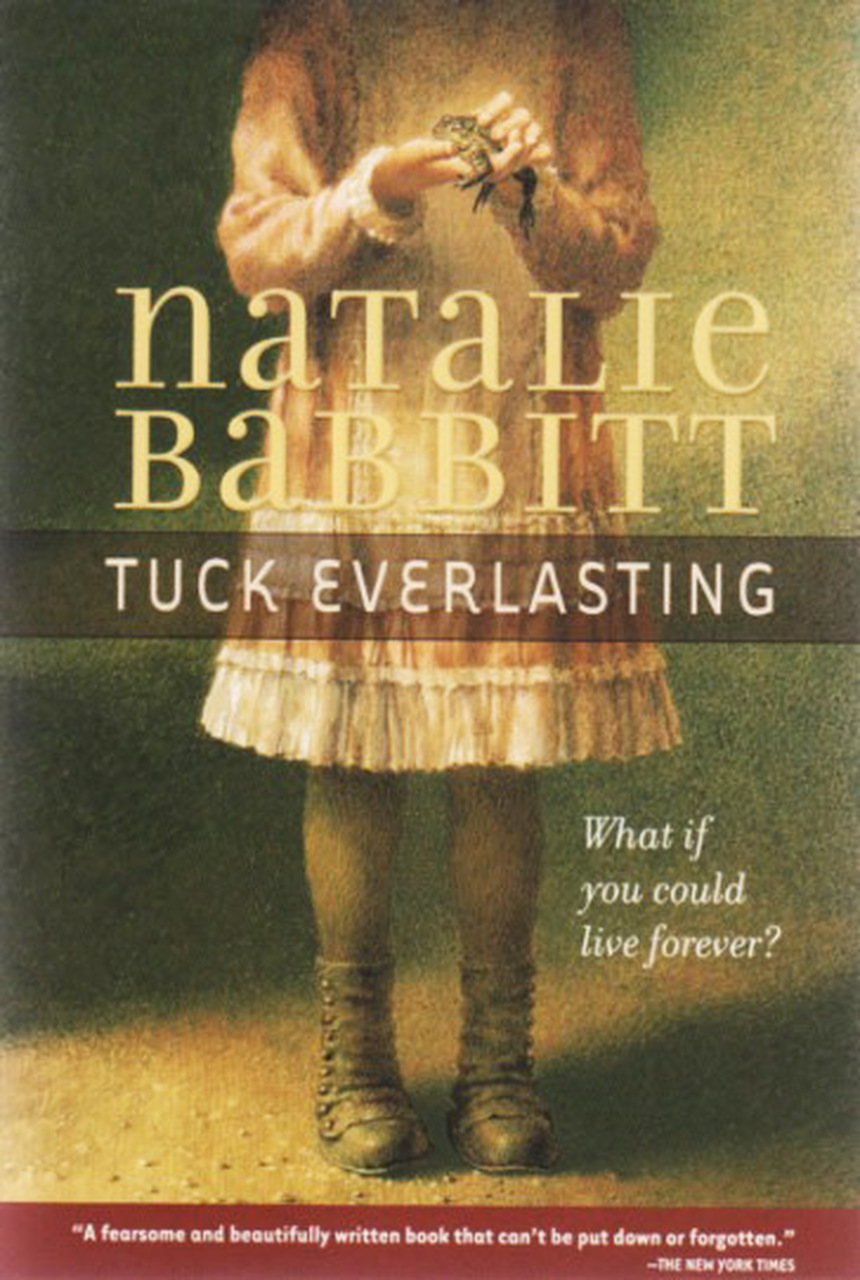 naTaLIe
BaBBITT
TUCK EVERLASTING
What if
you could
live forever?
“A fearsome and beautifully written book that can’t be put down or forgotten.”
–THE NEW YORK TIMES